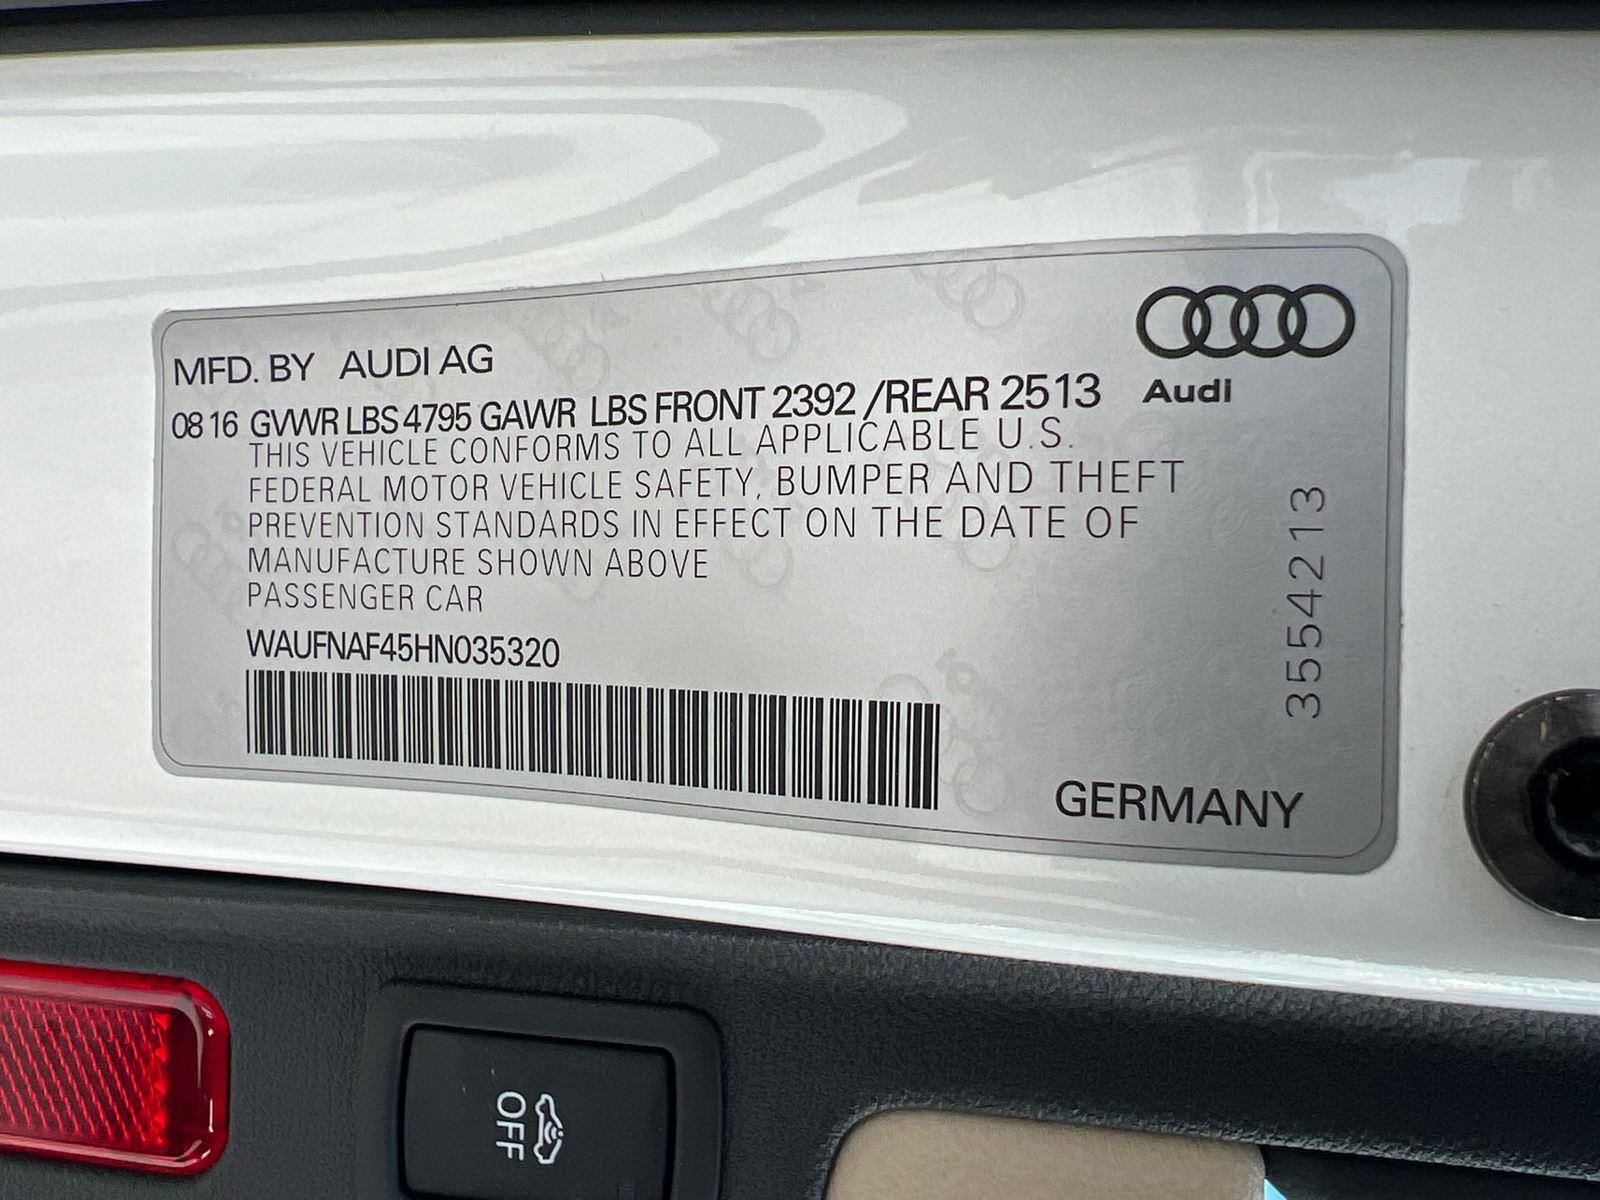 MFD. BY AUDI AG
Audi
08 16 GVWR LBS 4795 GAWR LBS FRONT 2392 /REAR 2513
THIS VEHICLE CONFORMS TO ALL APPLICABLE U.S.
FEDERAL MOTOR VEHICLE SAFETY, BUMPER AND THEFT
PREVENTION STANDARDS IN EFFECT ON THE DATE OF
MANUFACTURE SHOWN ABOVE
PASSENGER CAR
WAUFNAF45HN035320
3554213
GERMANY
OFF